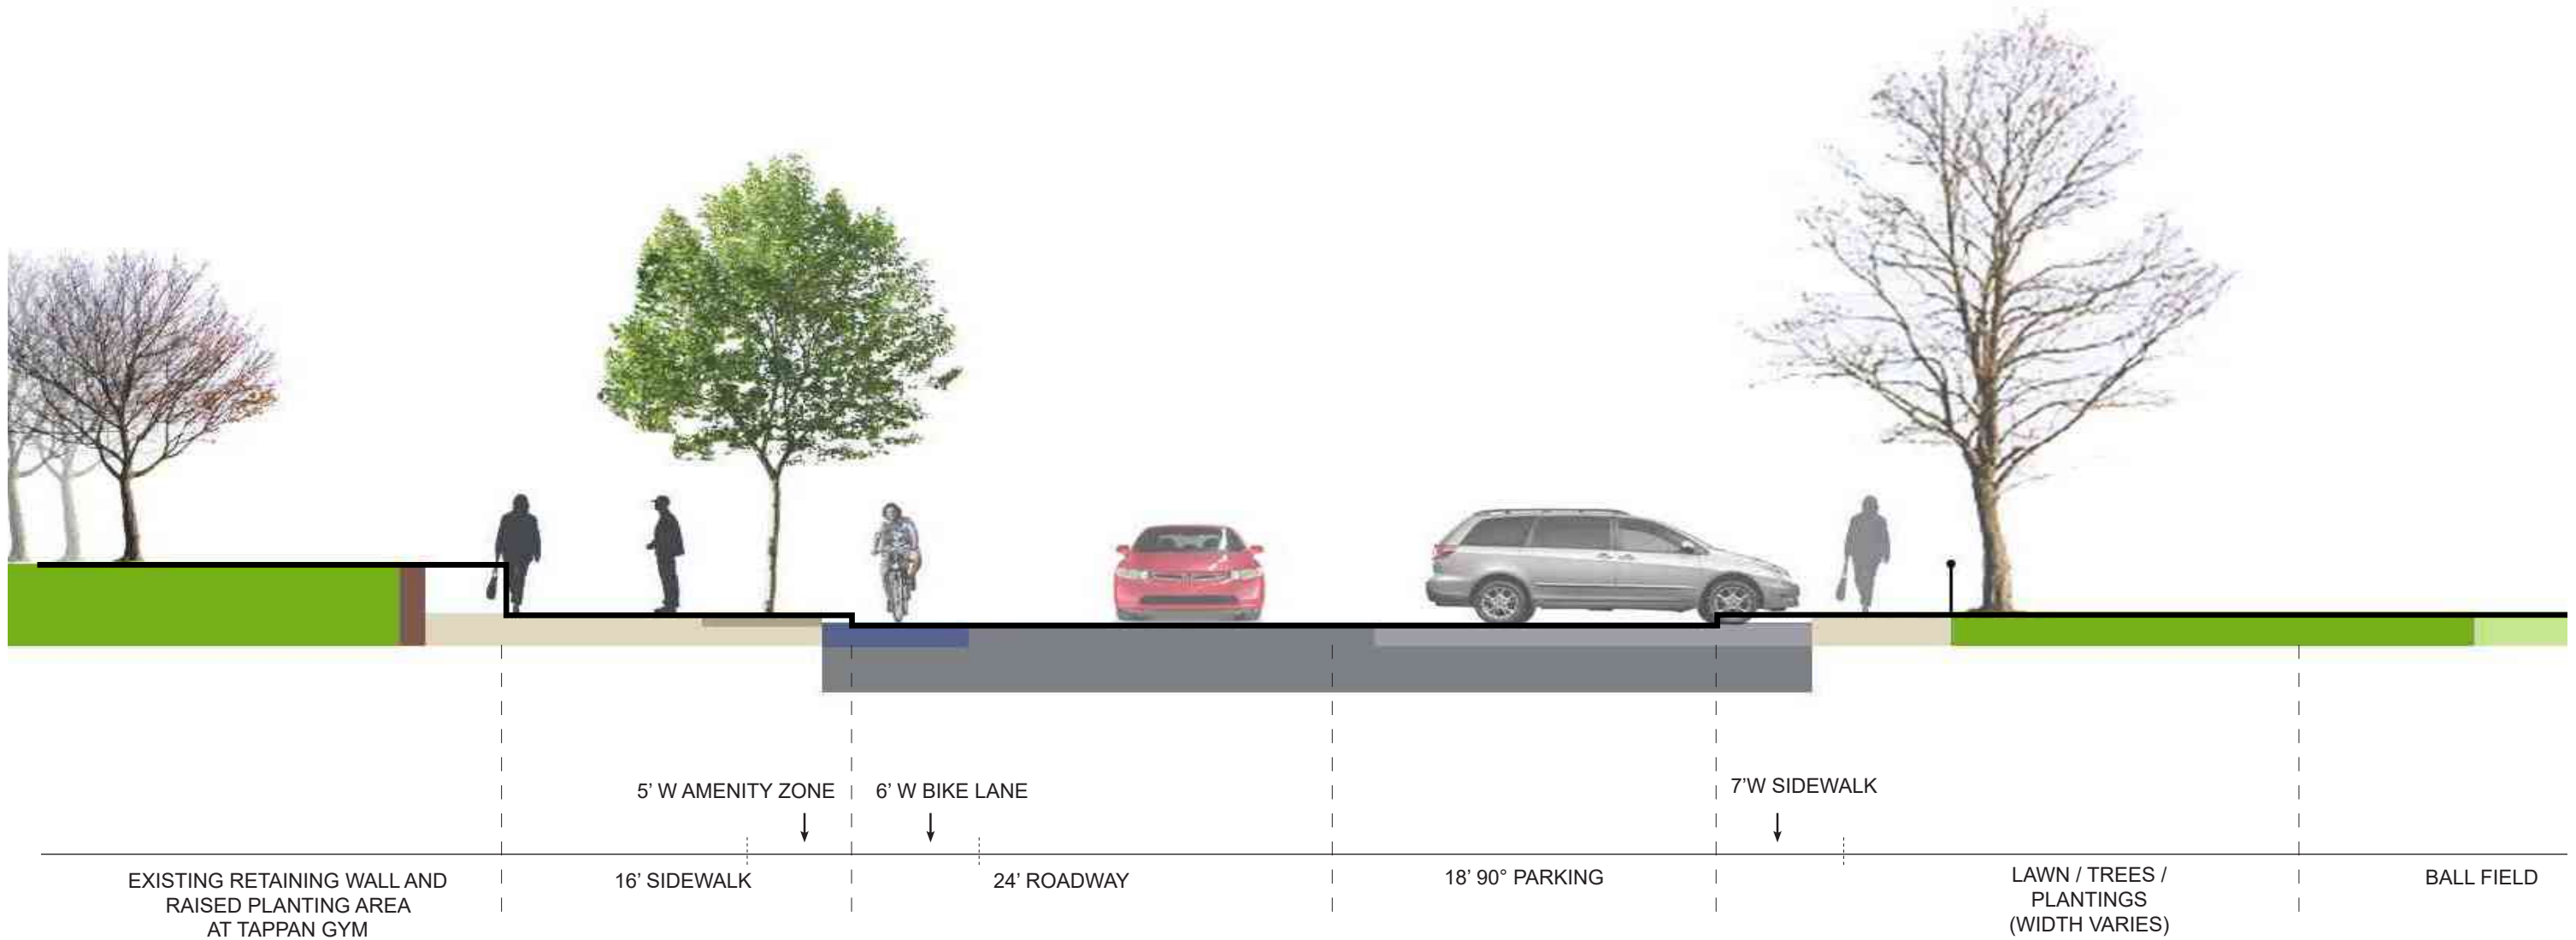 5’ W AMENITY ZONE
6’ W BIKE LANE
7’W SIDEWALK
EXISTING RETAINING WALL AND
RAISED PLANTING AREA
AT TAPPAN GYM
16’ SIDEWALK
24’ ROADWAY
18’ 90° PARKING
LAWN / TREES /
PLANTINGS
(WIDTH VARIES)
BALL FIELD